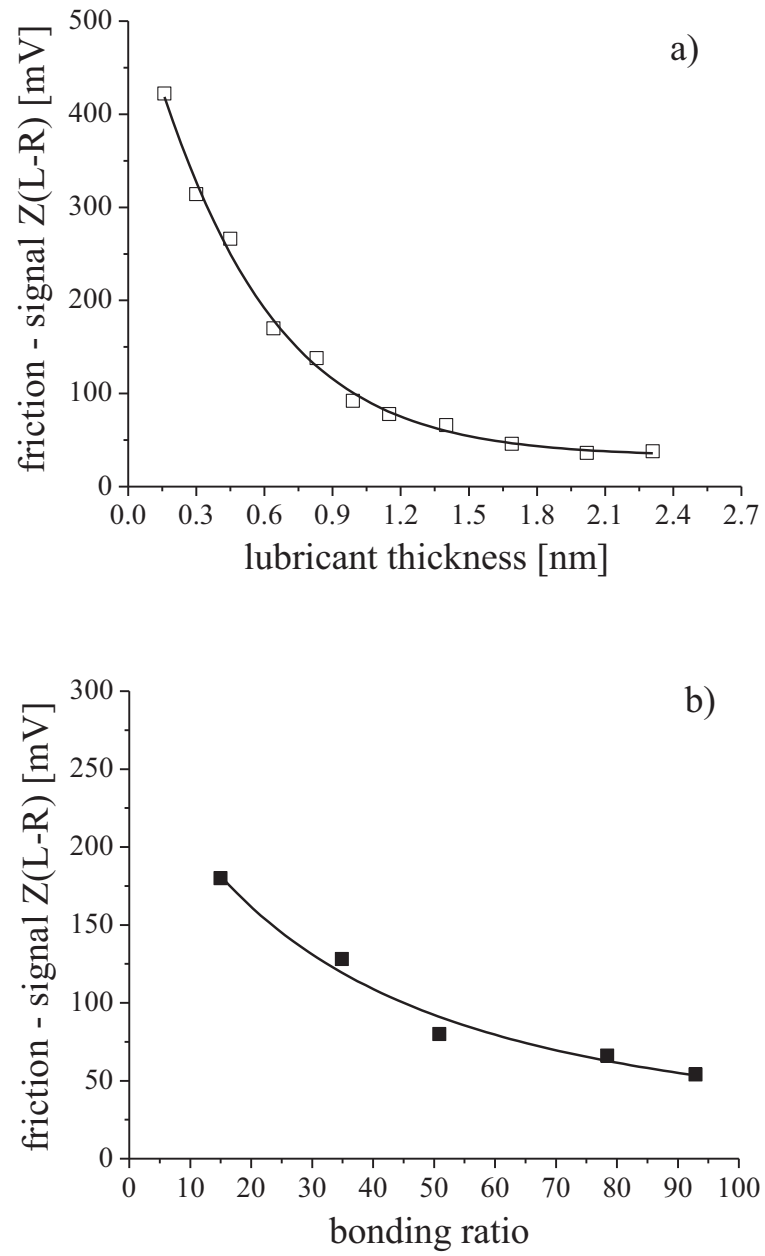 a)
friction - signal Z(L-R) [mV]
500
400
300
200
100
0
0.0 0.3 0.6 0.9 1.2 1.5 1.8 2.1 2.4 2.7
lubricant thickness [nm]
b)
friction - signal Z(L-R) [mV]
300
250
200
150
100
50
0
0 10 20 30 40 50 60 70 80 90 100
bonding ratio